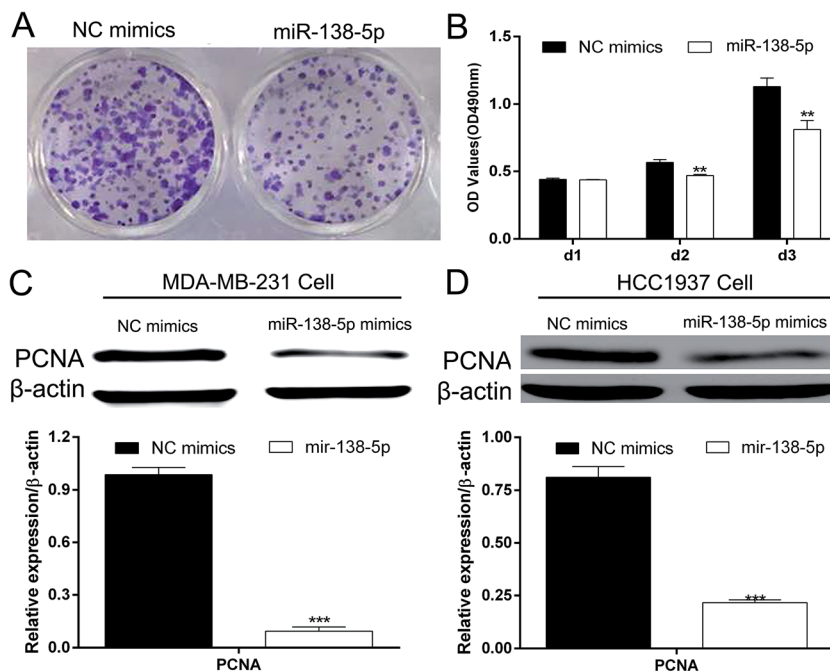 A
NC mimics miR-138-5p
B
NC mimics miR-138-5p
OD Values(OD490nm)
1.5
1.0
0.5
0.0
**
**
d1 d2 d3
C
MDA-MB-231 Cell
NC mimics miR-138-5p mimics
PCNA
β-actin
NC mimics mir-138-5p
Relative expression/β-actin
1.2
0.9
0.6
0.3
0.0
***
PCNA
D
HCC1937 Cell
NC mimics miR-138-5p mimics
PCNA
β-actin
NC mimics mir-138-5p
Relative expression/β-actin
1.00
0.75
0.50
0.25
0.00
***
PCNA